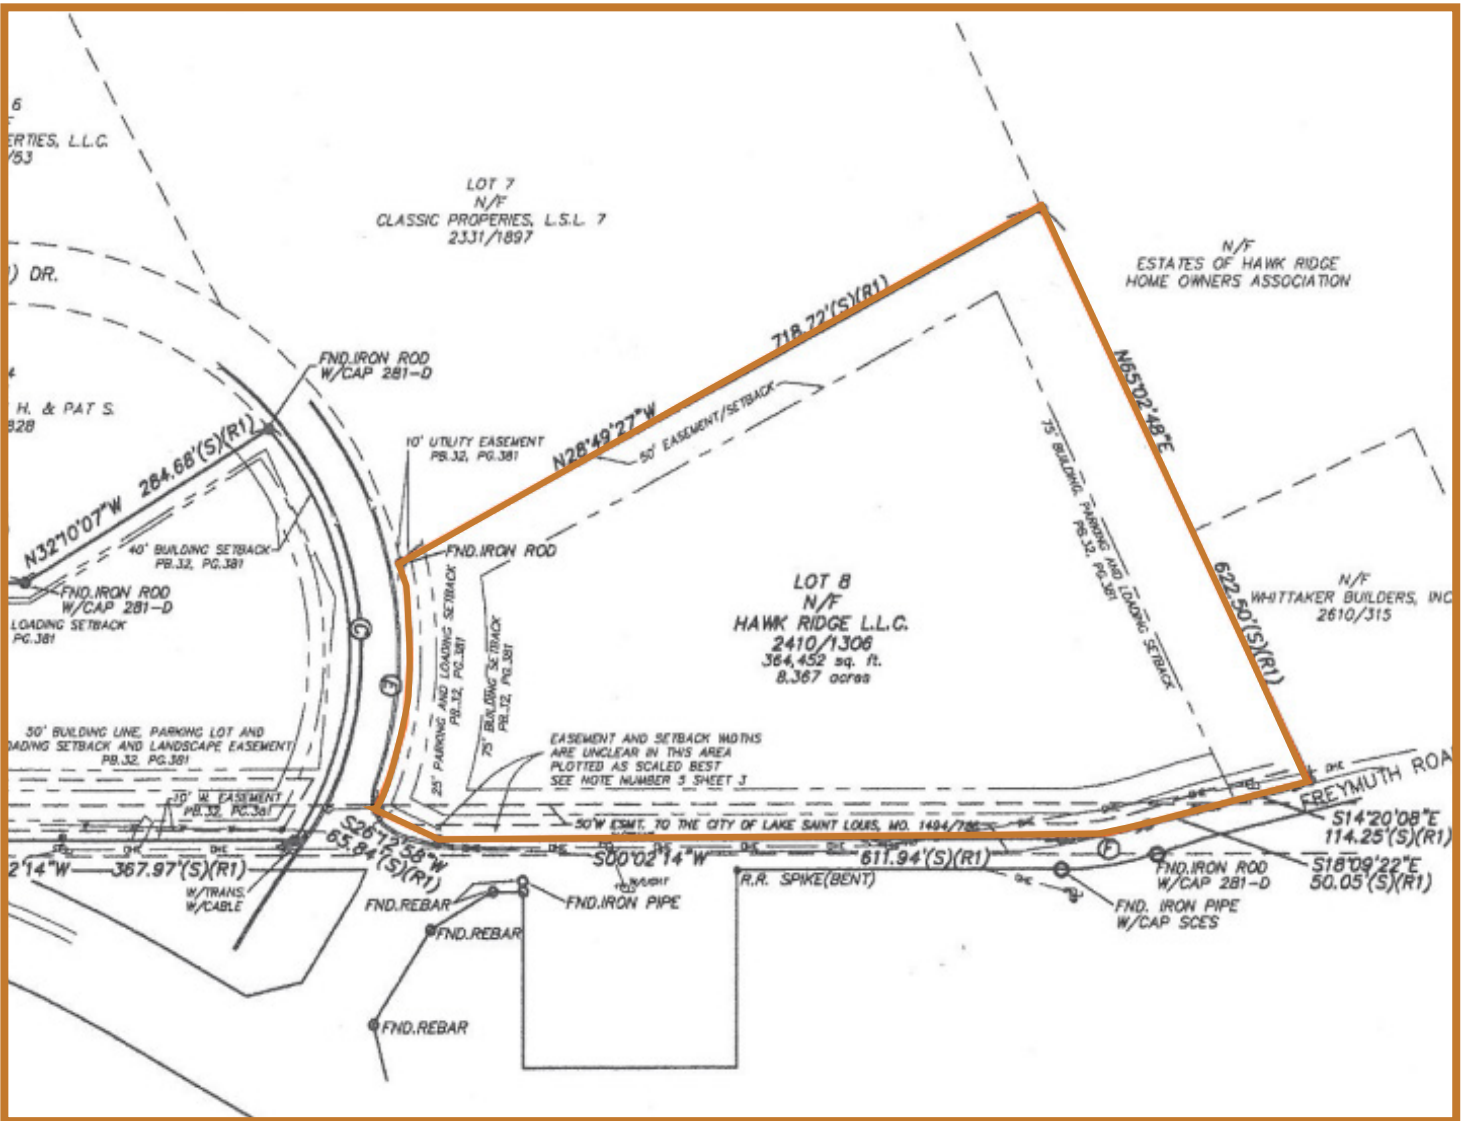 6
ERTIES, L.L.C.
/53
LOT 7
N/F
CLASSIC PROPERIES, L.S.L. 7
2331/1897
) DR.
N/F
ESTATES OF HAWK RIDGE
HOME OWNERS ASSOCIATION
718.72'(S)(R1)
N28°49'27"W
50' EASEMENT/SETBACK
N65°02'48"E
622.50'(S)(R1)
75' BUILDING, PARKING AND LOADING SETBACK
PB.32, PG.381
FND.IRON ROD
W/CAP 281-D
4
H. & PAT S.
828
284.68'(S)(R1)
N32°10'07"W
10' UTILITY EASEMENT
PB.32, PG.381
40' BUILDING SETBACK
PB.32, PG.381
FND.IRON ROD
FND.IRON ROD
W/CAP 281-D
LOADING SETBACK
PG.381
C
E
25' PARKING AND LOADING SETBACK
PB.32, PG.381
75' BUILDING SETBACK
PB.32, PG.381
LOT 8
N/F
HAWK RIDGE L.L.C.
2410/1306
364,452 sq. ft.
8.367 acres
N/F
WHITTAKER BUILDERS, INC
2610/315
50' BUILDING LINE, PARKING LOT AND
OADING SETBACK AND LANDSCAPE EASEMENT
PB.32, PG.381
EASEMENT AND SETBACK WIDTHS
ARE UNCLEAR IN THIS AREA
PLOTTED AS SCALED BEST
SEE NOTE NUMBER 5 SHEET 3
10' W. EASEMENT
PB.32, PG.381
50'W ESMT. TO THE CITY OF LAKE SAINT LOUIS, MO. 1494/786
FREYMUTH ROA
S14°20'08"E
114.25'(S)(R1)
S26°12'58"W
65.84'(S)(R1)
S00°02'14"W
611.94'(S)(R1)
F
S18°09'22"E
50.05'(S)(R1)
2'14"W
367.97'(S)(R1)
OHE
W/TRANS.
W/CABLE
W/LIGHT
R.R. SPIKE(BENT)
FND.IRON ROD
W/CAP 281-D
FND. IRON PIPE
W/CAP SCES
FND.REBAR
FND.IRON PIPE
FND.REBAR
FND.REBAR